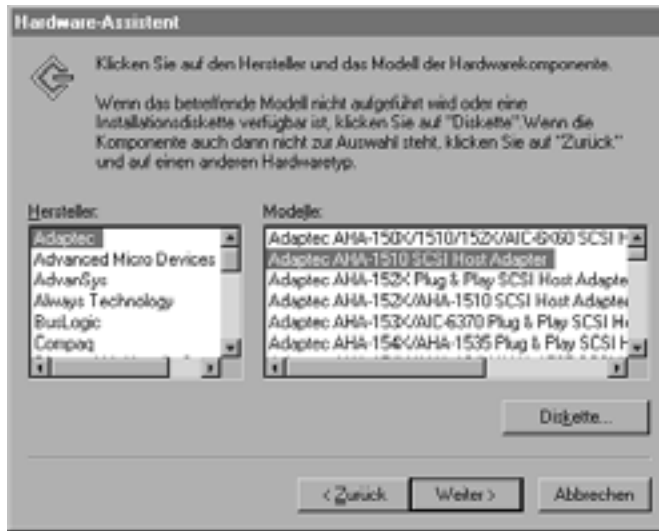 Hardware-Assistent
Klicken Sie auf den Hersteller und das Modell der Hardwarekomponente.
Wenn das betreffende Modell nicht aufgeführt wird oder eine
Installationsdiskette verfügbar ist, klicken Sie auf "Diskette".Wenn die
Komponente auch dann nicht zur Auswahl steht, klicken Sie auf "Zurück"
und auf einen anderen Hardwaretyp.
Hersteller:
Adaptec
Advanced Micro Devices
AdvanSys
Always Technology
BusLogic
Compaq
Modelle:
Adaptec AHA-150X/1510/152X/AIC-6X60 SCSI H
Adaptec AHA-1510 SCSI Host Adapter
Adaptec AHA-152X Plug & Play SCSI Host Adapte
Adaptec AHA-152X/AHA-1510 SCSI Host Adapte
Adaptec AHA-153X/AIC-6370 Plug & Play SCSI H
Adaptec AHA-154X/AHA-1535 Plug & Play SCSI
Diskette...
< Zurück
Weiter >
Abbrechen